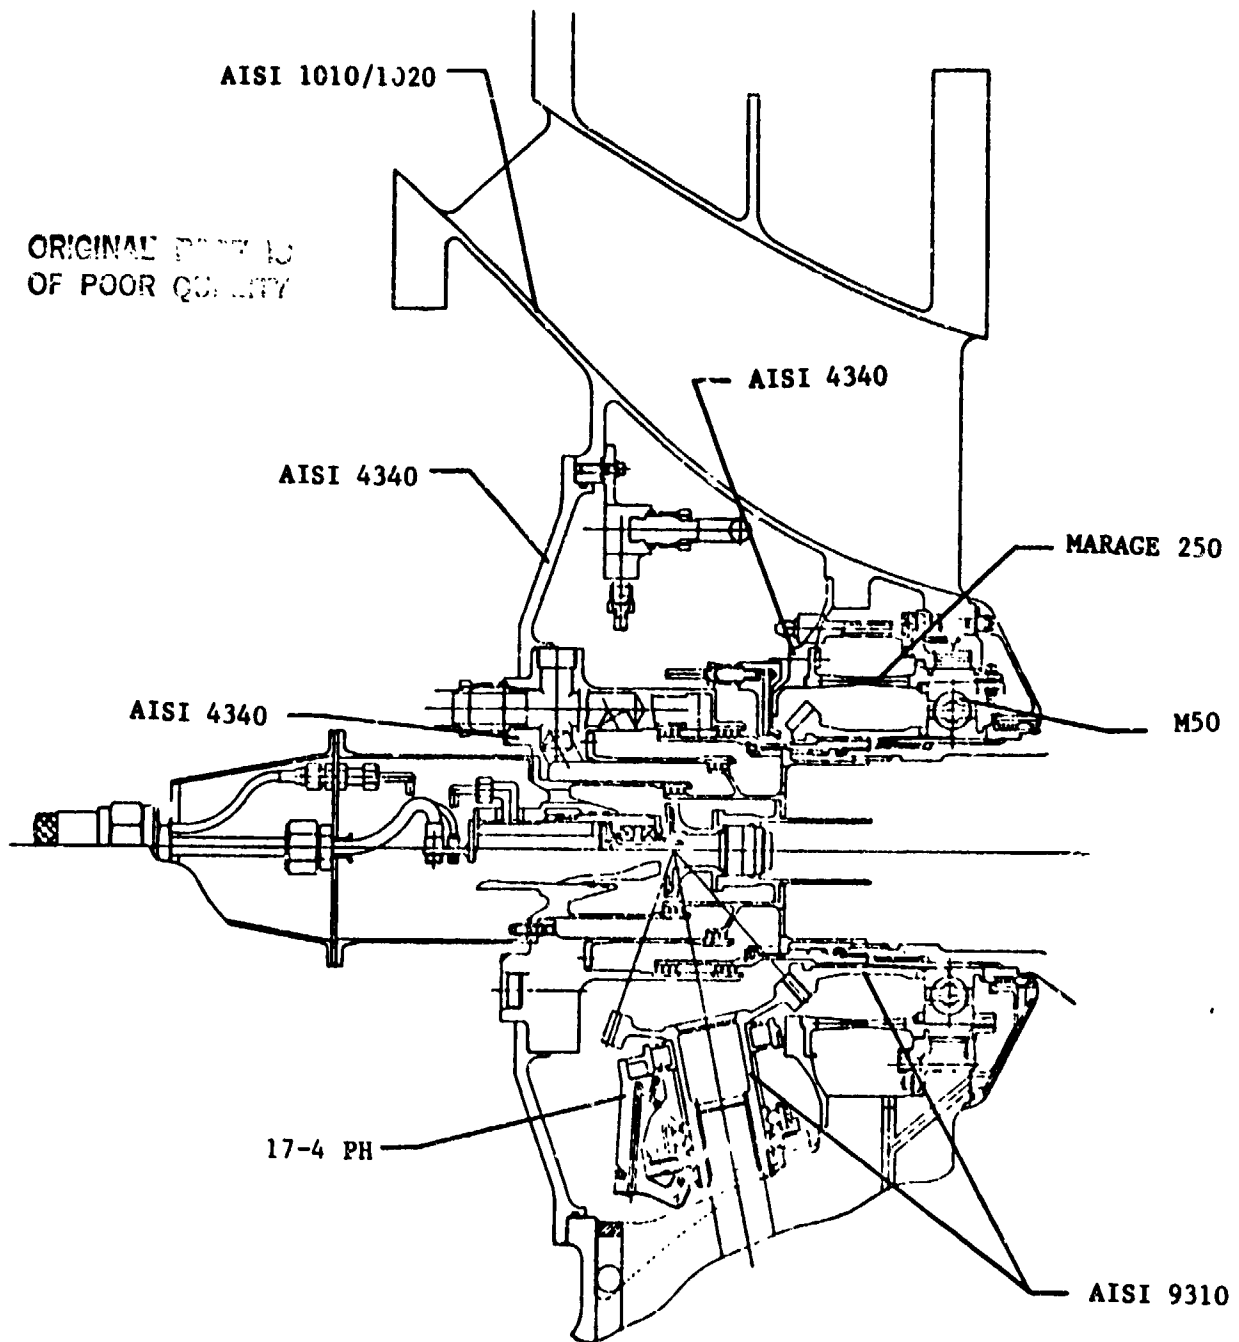 AISI 1010/1020
ORIGINAL
OF POOR QUALITY
AISI 4340
AISI 4340
MARAGE 250
AISI 4340
M50
17-4 PH
AISI 9310